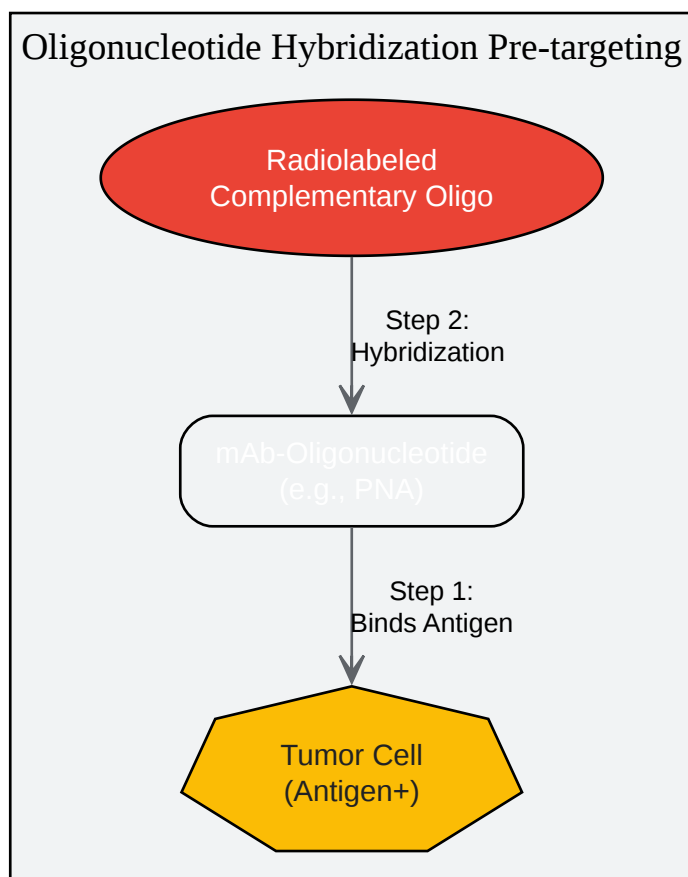 Oligonucleotide Hybridization Pre-targeting
Radiolabeled
Complementary Oligo
Step 2:
Hybridization
mAb-Oligonucleotide
(e.g., PNA)
Step 1:
Binds Antigen
Tumor Cell
(Antigen+)